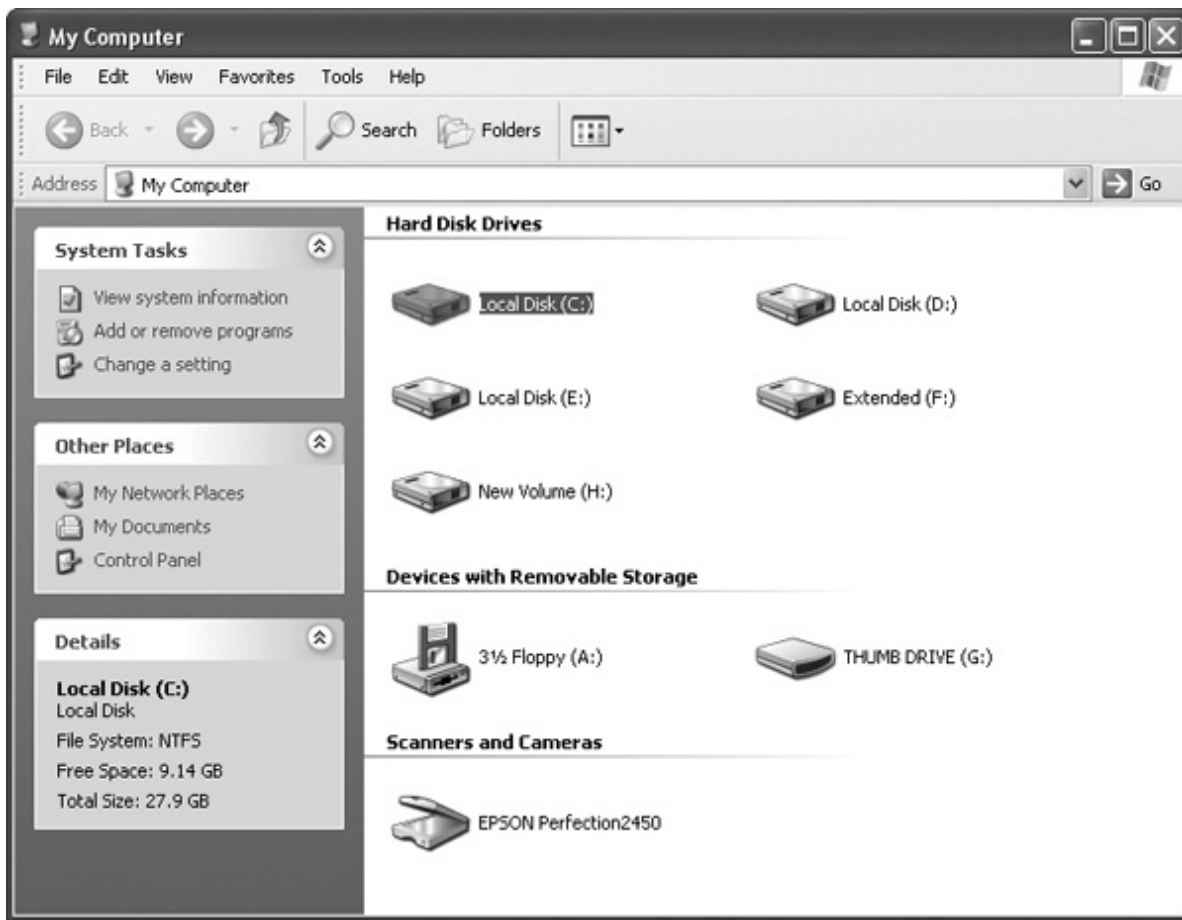 My Computer
File Edit View Favorites Tools Help
Back Search Folders
Address My Computer Go
System Tasks
View system information
Add or remove programs
Change a setting
Other Places
My Network Places
My Documents
Control Panel
Details
Local Disk (C:)
Local Disk
File System: NTFS
Free Space: 9.14 GB
Total Size: 27.9 GB
Hard Disk Drives
Local Disk (C:) Local Disk (D:)
Local Disk (E:) Extended (F:)
New Volume (H:)
Devices with Removable Storage
3½ Floppy (A:) THUMB DRIVE (G:)
Scanners and Cameras
EPSON Perfection2450